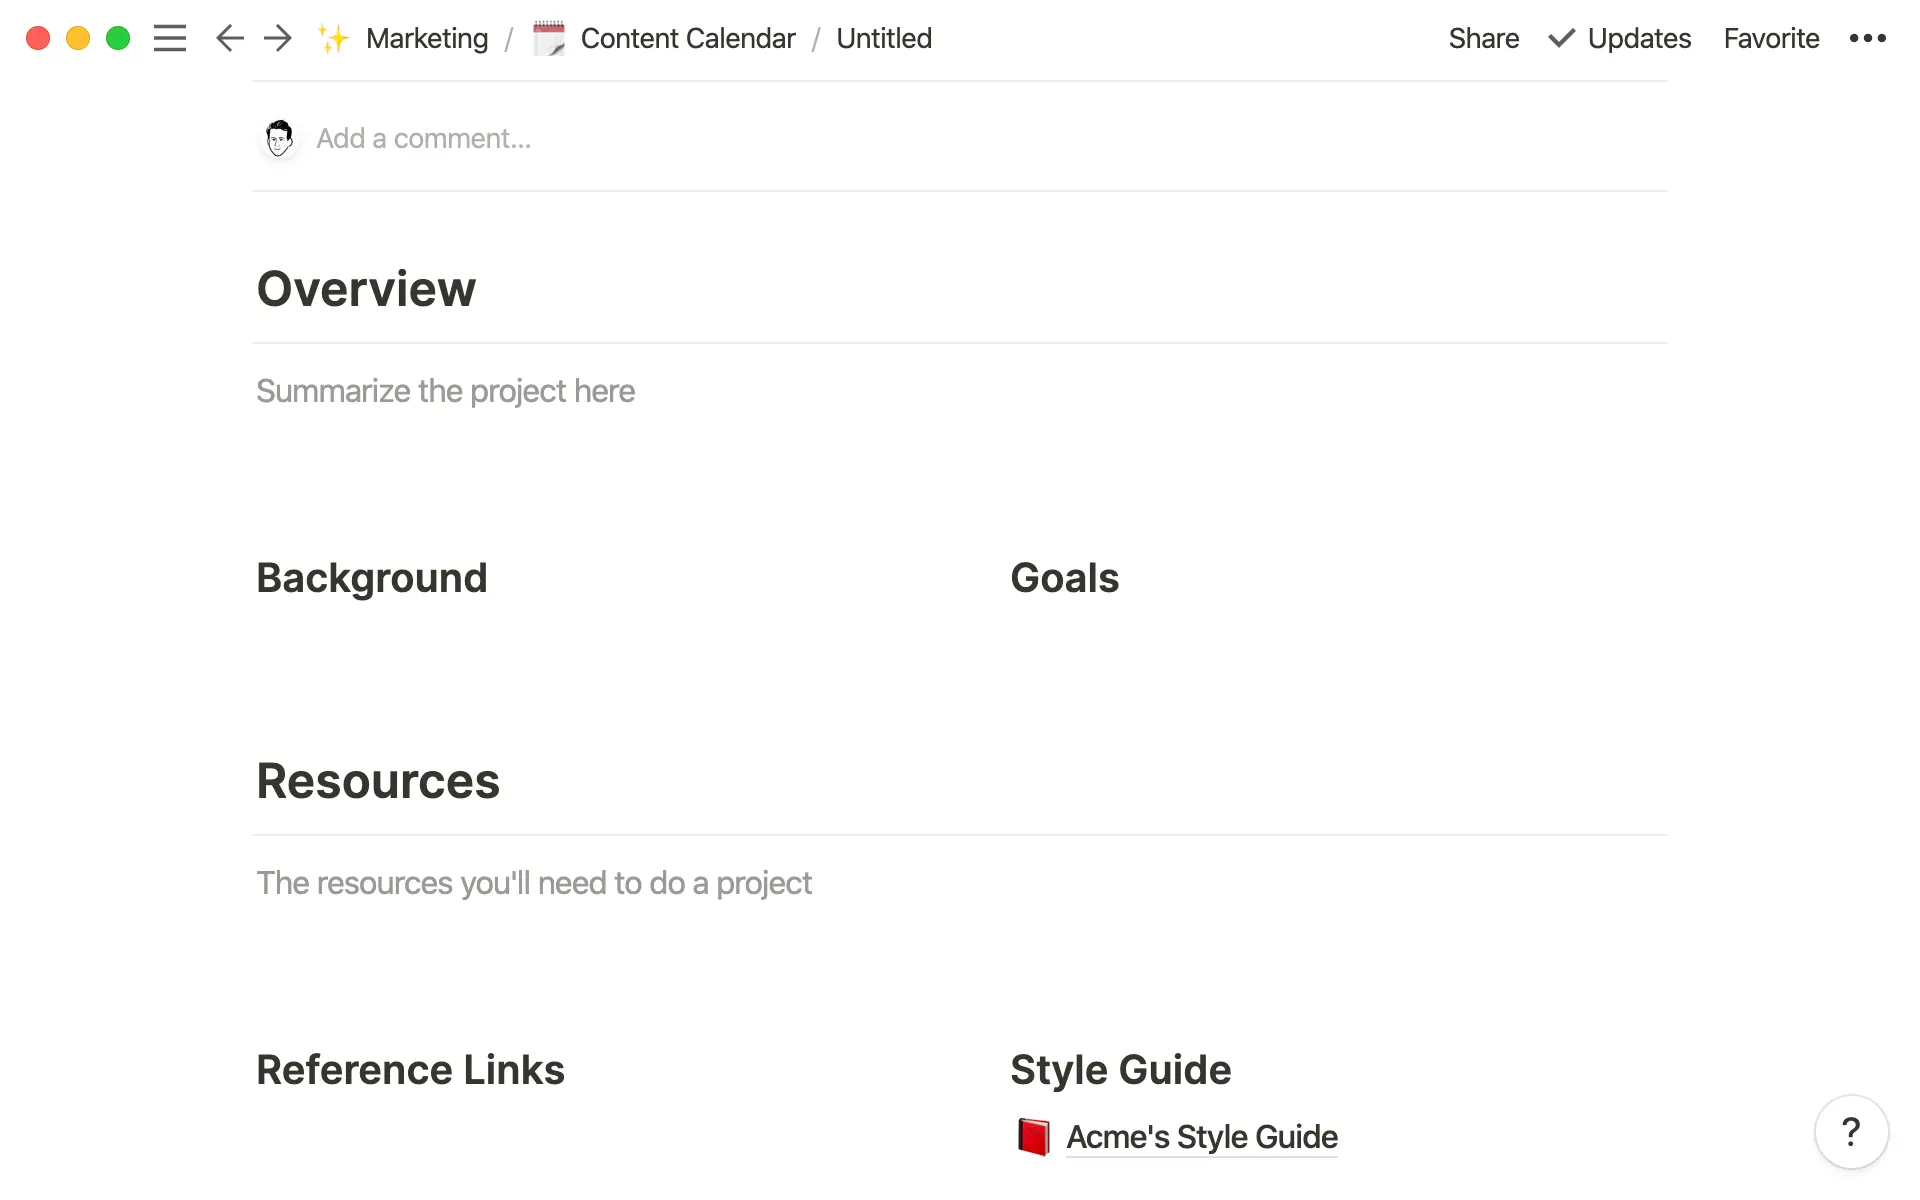 Marketing / Content Calendar / Untitled
Share Updates Favorite
Add a comment...
Overview
Summarize the project here
Background
Goals
Resources
The resources you'll need to do a project
Reference Links
Style Guide
Acme's Style Guide
?